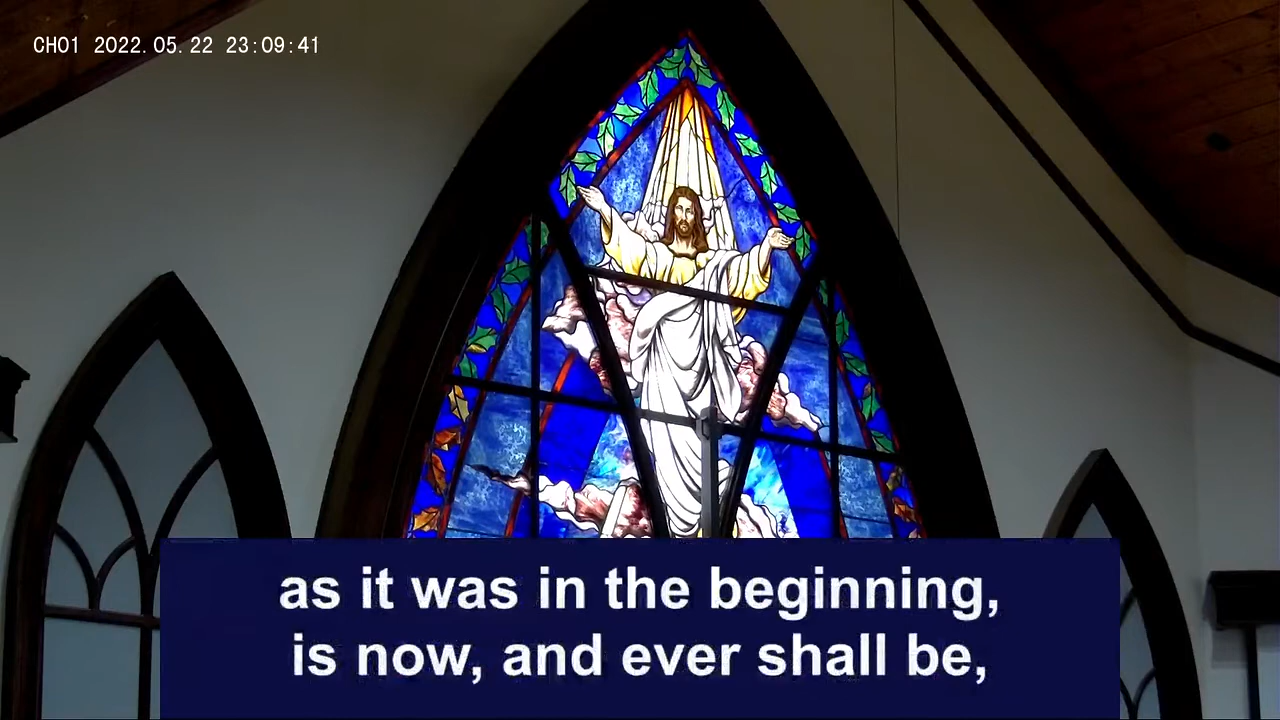 CH01 2022.05.22 23:09:41
as it was in the beginning,
is now, and ever shall be,